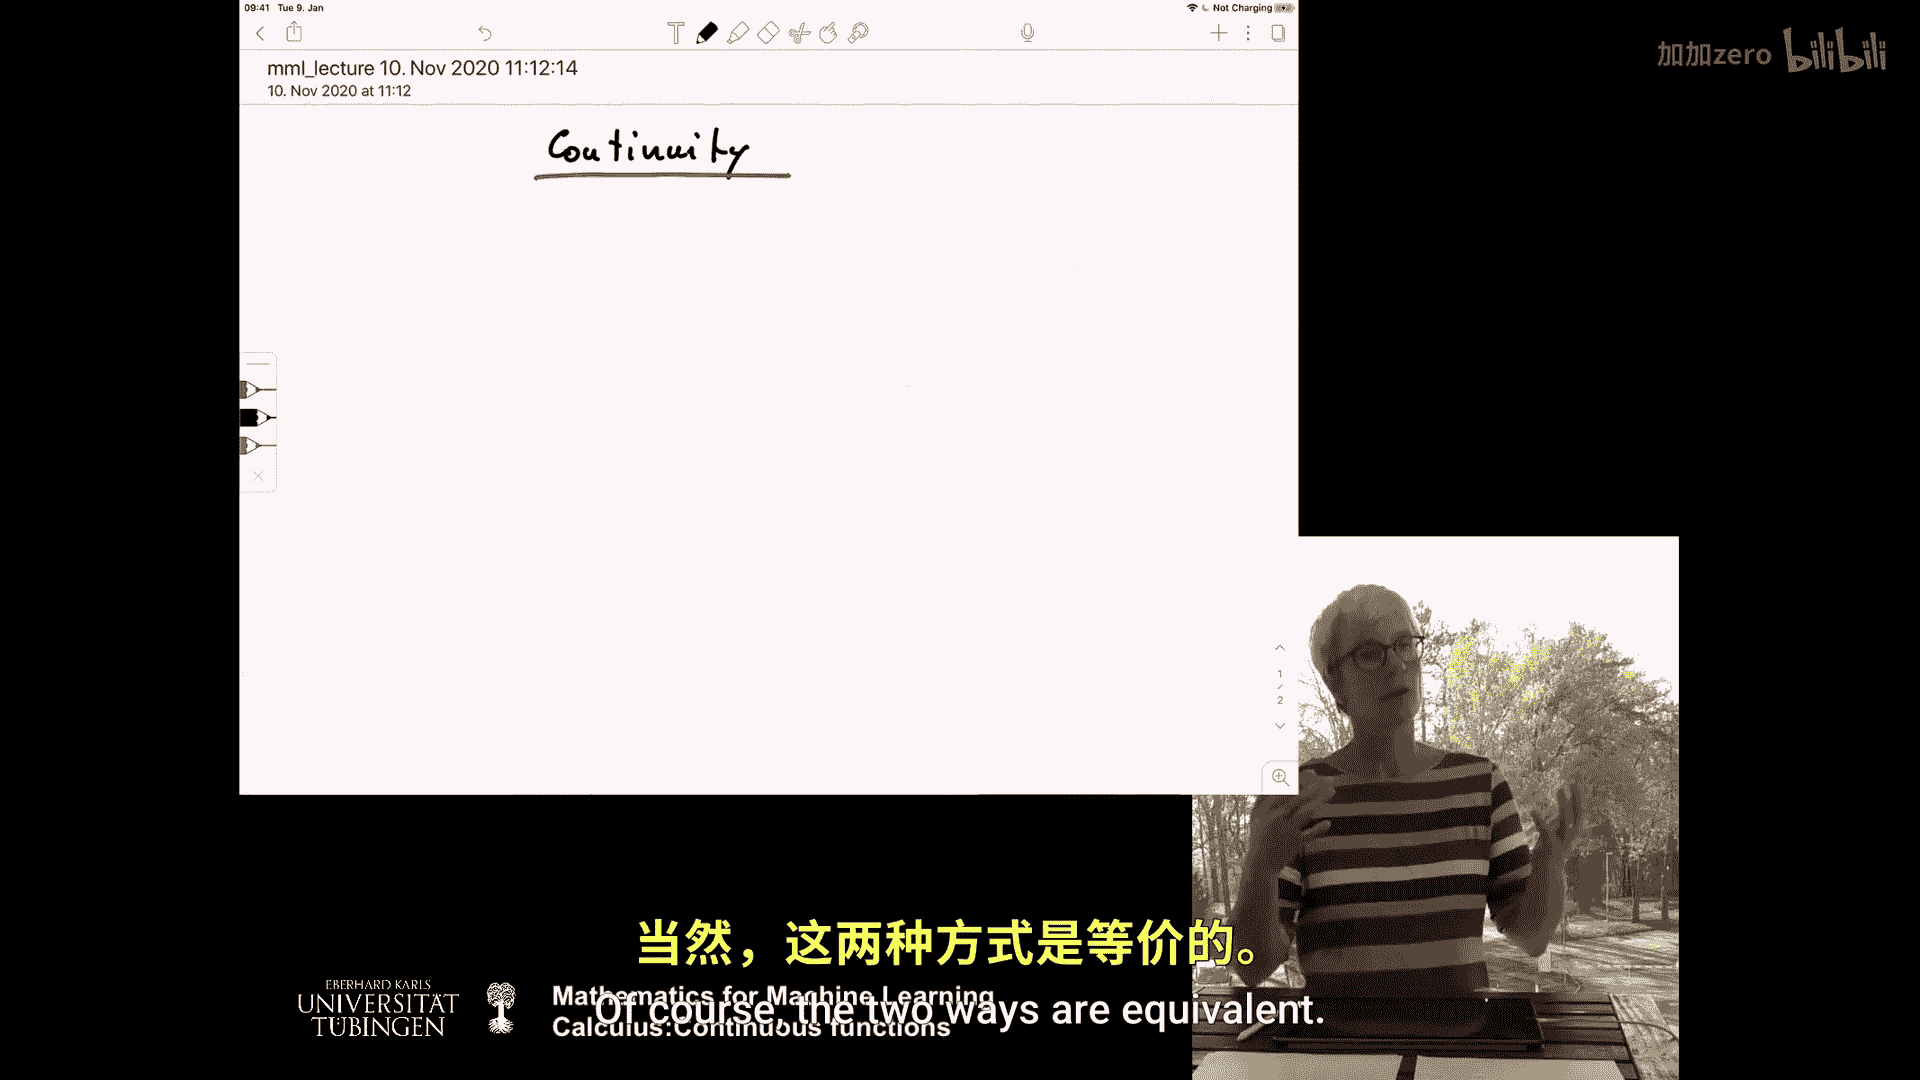 09:41 Tue 9. Jan
Not Charging
加加zero bilibili
mml_lecture 10. Nov 2020 11:12:14
10. Nov 2020 at 11:12
Continuity
1
/
2
当然，这两种方式是等价的。
Of course, the two ways are equivalent.
EBERHARD KARLS
UNIVERSITÄT
TÜBINGEN
Mathematics for Machine Learning
Calculus:Continuous functions